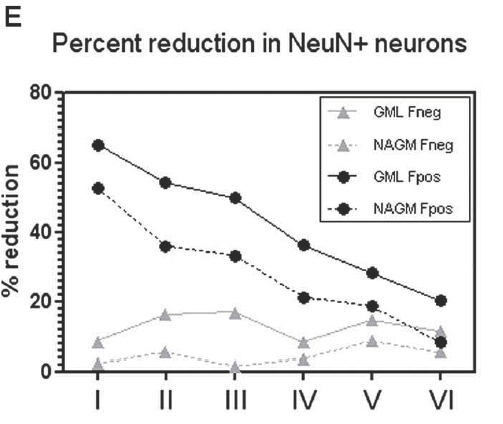 E
Percent reduction in NeuN+ neurons
% reduction
80
60
40
20
0
GML Fneg
NAGM Fneg
GML Fpos
NAGM Fpos
I II III IV V VI